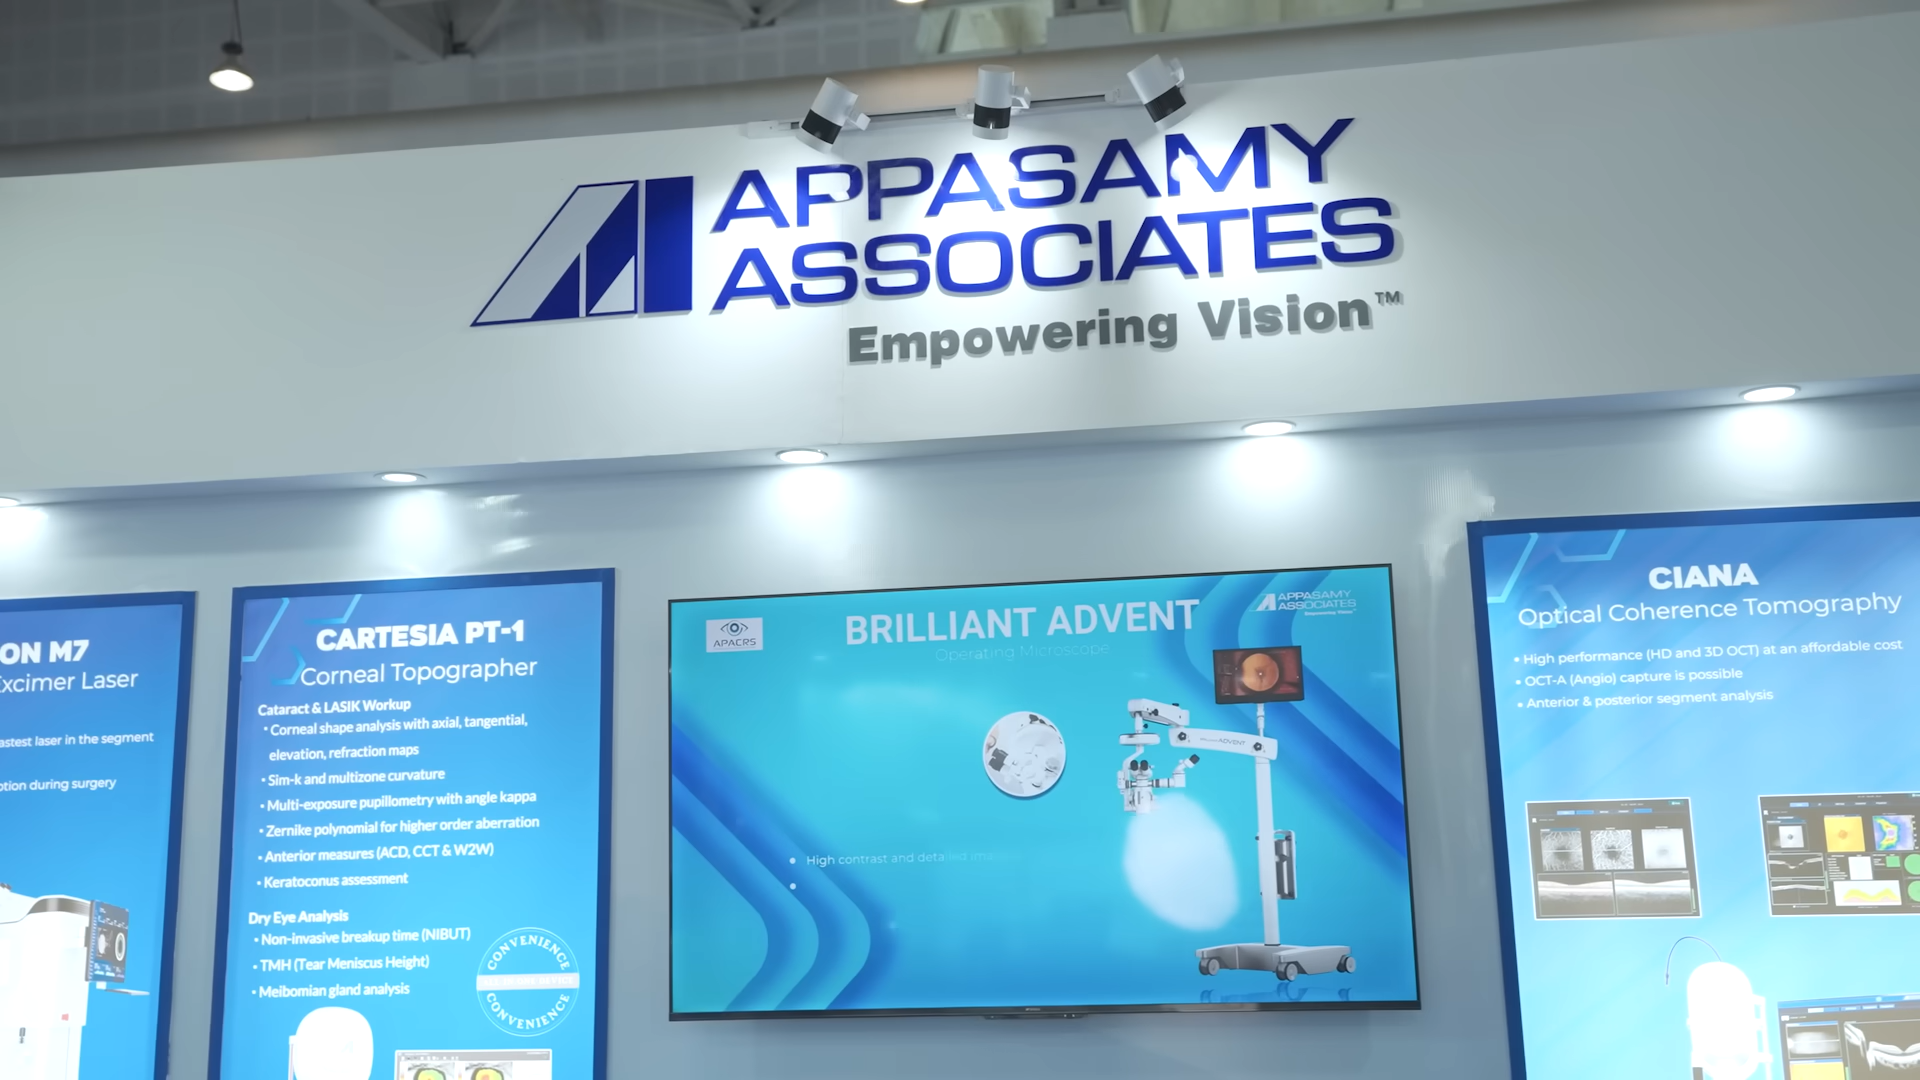 APPASAMY
ASSOCIATES
Empowering Vision™
ON M7
Excimer Laser
astest laser in the segment
ption during surgery
CARTESIA PT-1
Corneal Topographer
Cataract & LASIK Workup
• Corneal shape analysis with axial, tangential,
elevation, refraction maps
• Sim-k and multizone curvature
• Multi-exposure pupillometry with angle kappa
• Zernike polynomial for higher order aberration
• Anterior measures (ACD, CCT & W2W)
• Keratoconus assessment
Dry Eye Analysis
• Non-invasive breakup time (NIBUT)
• TMH (Tear Meniscus Height)
• Meibomian gland analysis
CONVENIENCE
CONVENIENCE
APACRS
BRILLIANT ADVENT
Operating Microscope
APPASAMY
ASSOCIATES
Empowering Vision
ADVENT
• High contrast and detailed
CIANA
Optical Coherence Tomography
• High performance (HD and 3D OCT) at an affordable cost
• OCT-A (Angio) capture is possible
• Anterior & posterior segment analysis